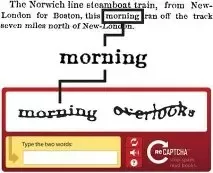 The Norwich line steamboat train, from New-
London for Boston, this morning ran off the track
seven miles north of New-London.
morning
morning overlooks
Type the two words:
reCAPTCHA™
stop spam.
read books.